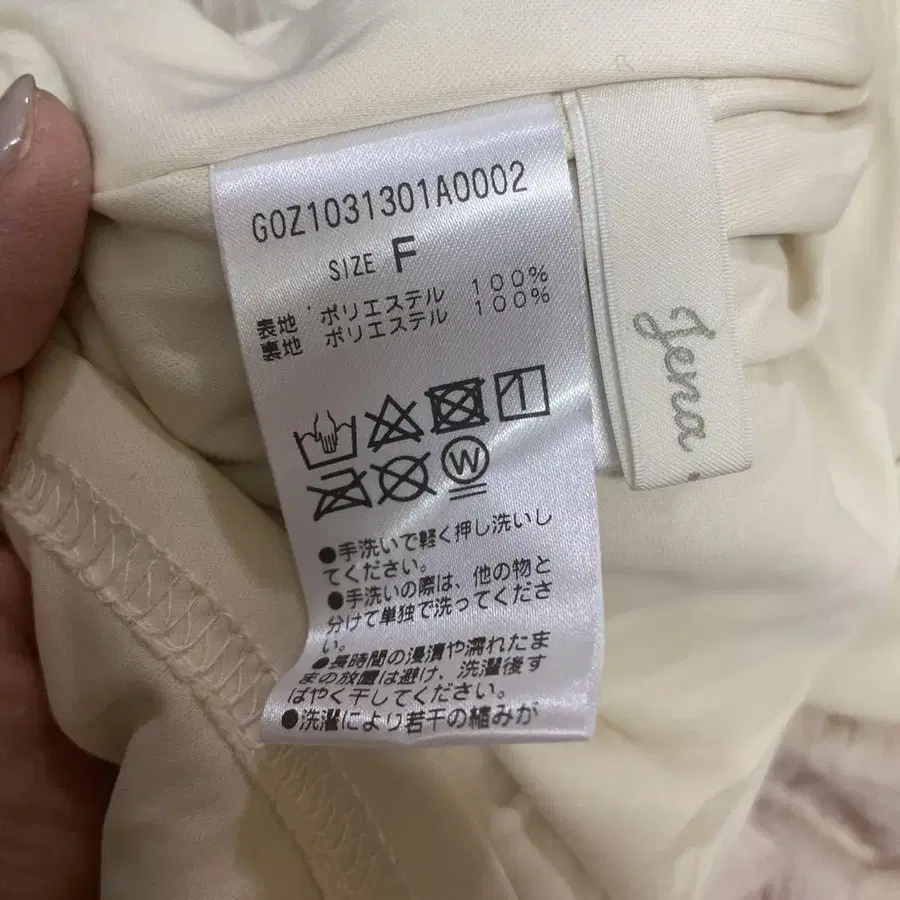 G0Z1031301A0002
SIZE F
表地:ポリエステル 100%
裏地 ポリエステル 100%
W
●手洗いで軽く押し洗いし
てください。
●手洗いの際は、他の物と
分けて単独で洗ってくださ
い。
●長時間の浸漬や濡れたま
まの放置は避け、洗濯後す
ばやく干してください。
●洗濯により若干の縮みが
Jena